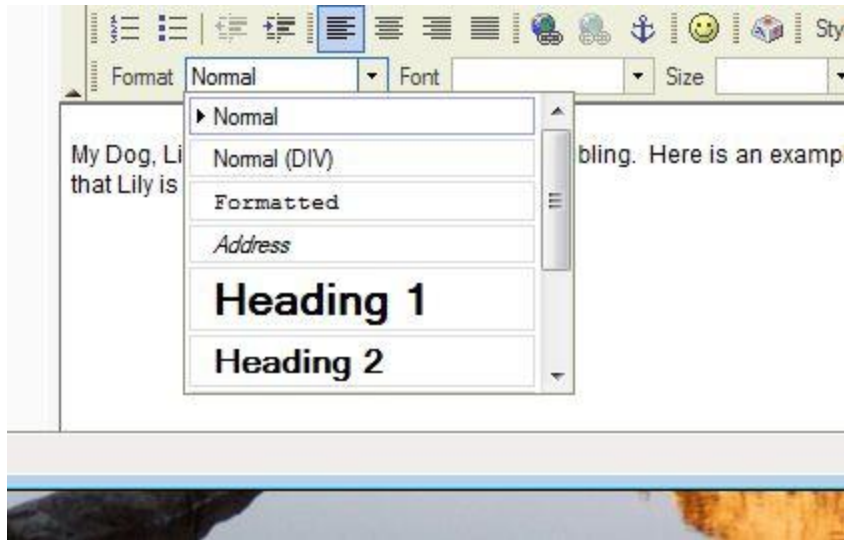 Sty
Format Normal Font Size
Normal
My Dog, Li bling. Here is an examp
Normal (DIV)
that Lily is
Formatted
Address
Heading 1
Heading 2